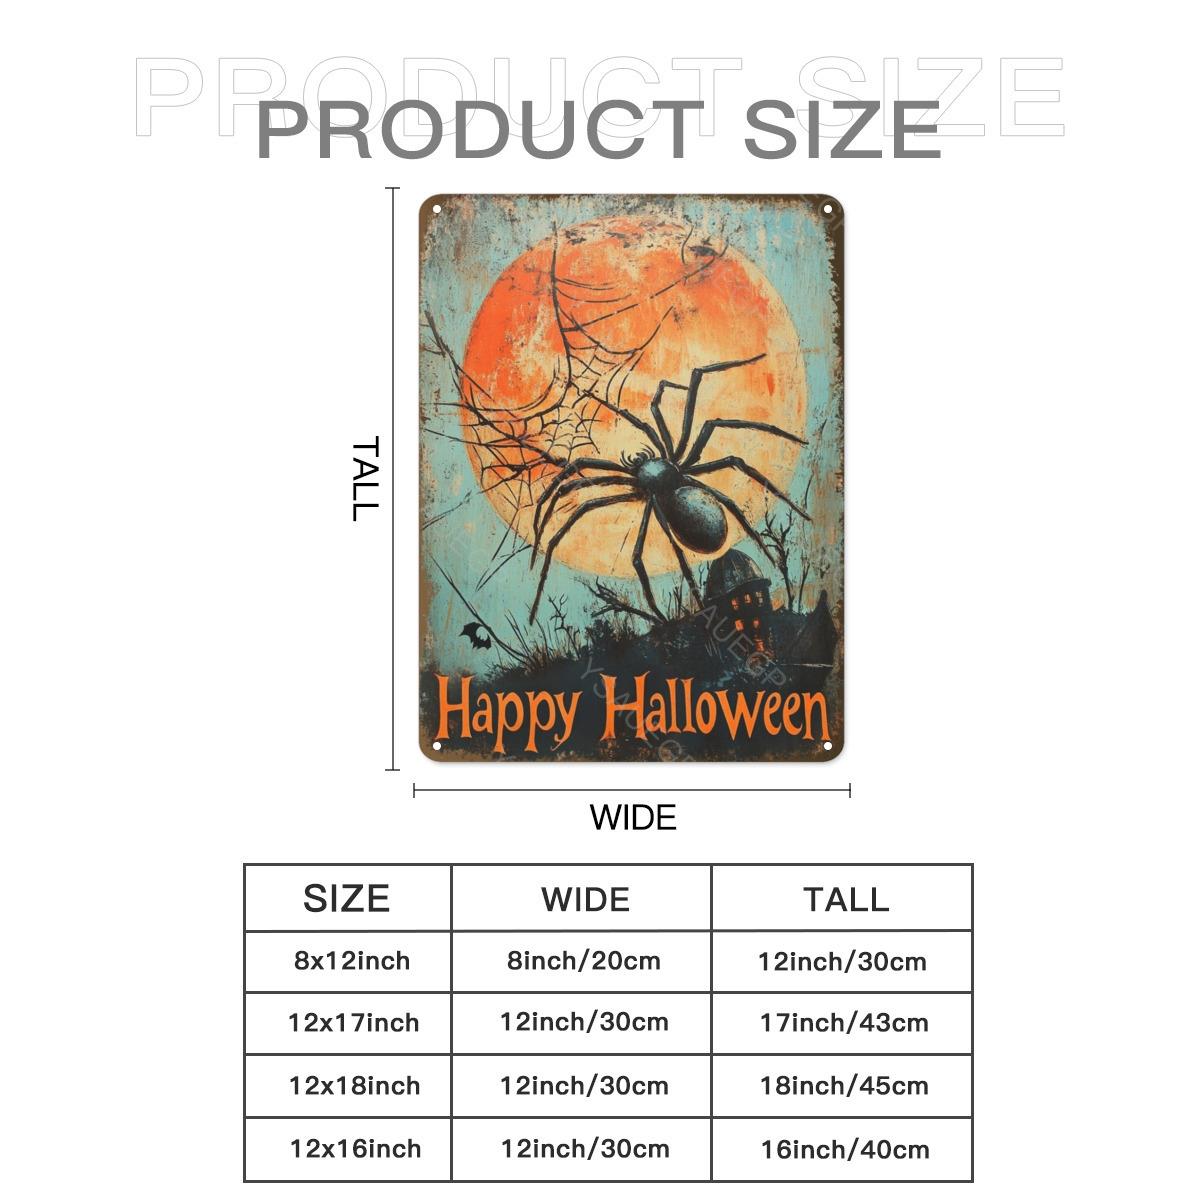 PRODUCT SIZE
PRODUCT SIZE
TALL
Happy Halloween
YJAUEGP
WIDE
SIZE WIDE TALL
8x12inch 8inch/20cm 12inch/30cm
12x17inch 12inch/30cm 17inch/43cm
12x18inch 12inch/30cm 18inch/45cm
12x16inch 12inch/30cm 16inch/40cm